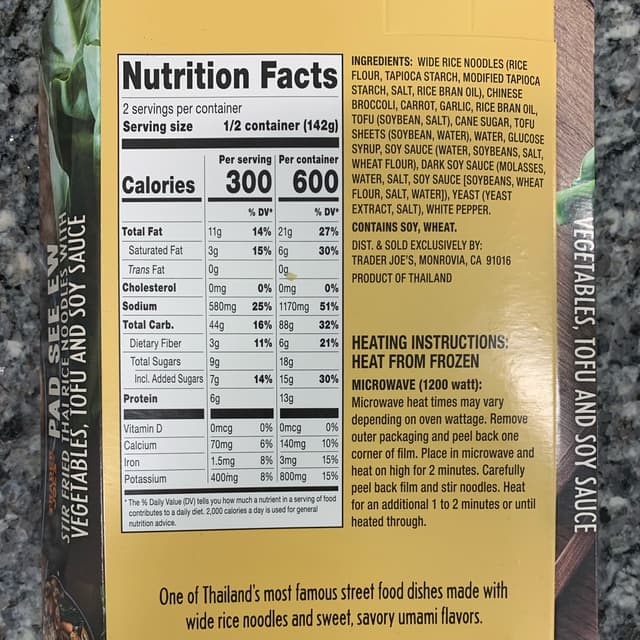 Nutrition Facts
2 servings per container
Serving size 1/2 container (142g)
Per serving Per container
Calories 300 600
% DV* % DV*
Total Fat 11g 14% 21g 27%
Saturated Fat 3g 15% 6g 30%
Trans Fat 0g 0g
Cholesterol 0mg 0% 0mg 0%
Sodium 580mg 25% 1170mg 51%
Total Carb. 44g 16% 88g 32%
Dietary Fiber 3g 11% 6g 21%
Total Sugars 9g 18g
Incl. Added Sugars 7g 14% 15g 30%
Protein 6g 13g
Vitamin D 0mcg 0% 0mcg 0%
Calcium 70mg 6% 140mg 10%
Iron 1.5mg 8% 3mg 15%
Potassium 400mg 8% 800mg 15%
*The % Daily Value (DV) tells you how much a nutrient in a serving of food
contributes to a daily diet. 2,000 calories a day is used for general
nutrition advice.
INGREDIENTS: WIDE RICE NOODLES (RICE
FLOUR, TAPIOCA STARCH, MODIFIED TAPIOCA
STARCH, SALT, RICE BRAN OIL), CHINESE
BROCCOLI, CARROT, GARLIC, RICE BRAN OIL,
TOFU (SOYBEAN, SALT), CANE SUGAR, TOFU
SHEETS (SOYBEAN, WATER), WATER, GLUCOSE
SYRUP, SOY SAUCE (WATER, SOYBEANS, SALT,
WHEAT FLOUR), DARK SOY SAUCE (MOLASSES,
WATER, SALT, SOY SAUCE [SOYBEANS, WHEAT
FLOUR, SALT, WATER]), YEAST (YEAST
EXTRACT, SALT), WHITE PEPPER.
CONTAINS SOY, WHEAT.
DIST. & SOLD EXCLUSIVELY BY:
TRADER JOE'S, MONROVIA, CA 91016
PRODUCT OF THAILAND
HEATING INSTRUCTIONS:
HEAT FROM FROZEN
MICROWAVE (1200 watt):
Microwave heat times may vary
depending on oven wattage. Remove
outer packaging and peel back one
corner of film. Place in microwave and
heat on high for 2 minutes. Carefully
peel back film and stir noodles. Heat
for an additional 1 to 2 minutes or until
heated through.
One of Thailand's most famous street food dishes made with
wide rice noodles and sweet, savory umami flavors.
PAD SEE EW
STIR FRIED THAI RICE NOODLES WITH
VEGETABLES, TOFU AND SOY SAUCE
VEGETABLES, TOFU AND SOY SAUCE